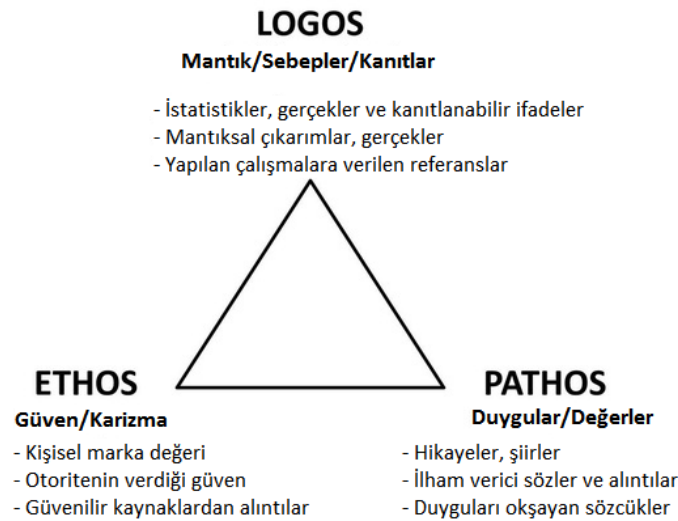 LOGOS
Mantık/Sebepler/Kanıtlar
- İstatistikler, gerçekler ve kanıtlanabilir ifadeler
- Mantıksal çıkarımlar, gerçekler
- Yapılan çalışmalara verilen referanslar
ETHOS
Güven/Karizma
- Kişisel marka değeri
- Otoritenin verdiği güven
- Güvenilir kaynaklardan alıntılar
PATHOS
Duygular/Değerler
- Hikayeler, şiirler
- İlham verici sözler ve alıntılar
- Duyguları okşayan sözcükler